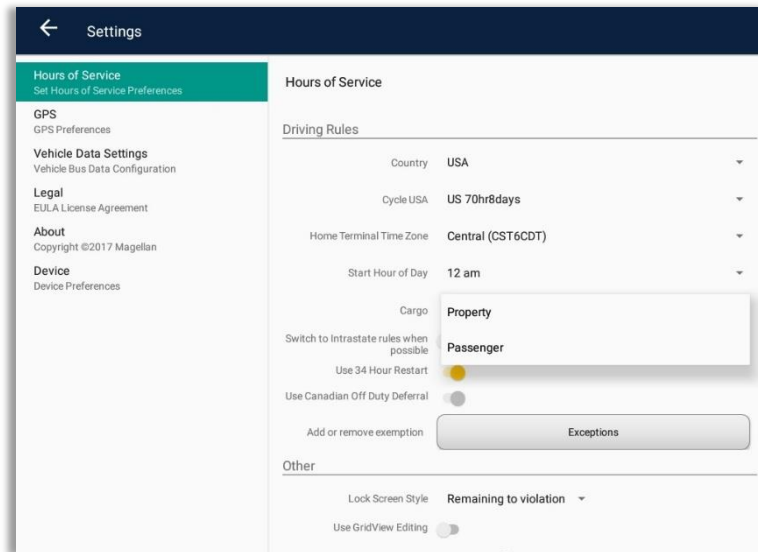 Settings
Hours of Service
Set Hours of Service Preferences
GPS
GPS Preferences
Vehicle Data Settings
Vehicle Bus Data Configuration
Legal
EULA License Agreement
About
Copyright ©2017 Magellan
Device
Device Preferences
Hours of Service
Driving Rules
Country USA
Cycle USA US 70hr8days
Home Terminal Time Zone Central (CST6CDT)
Start Hour of Day 12 am
Cargo Property
Passenger
Switch to Intrastate rules when
possible
Use 34 Hour Restart
Use Canadian Off Duty Deferral
Add or remove exemption Exceptions
Other
Lock Screen Style Remaining to violation
Use GridView Editing